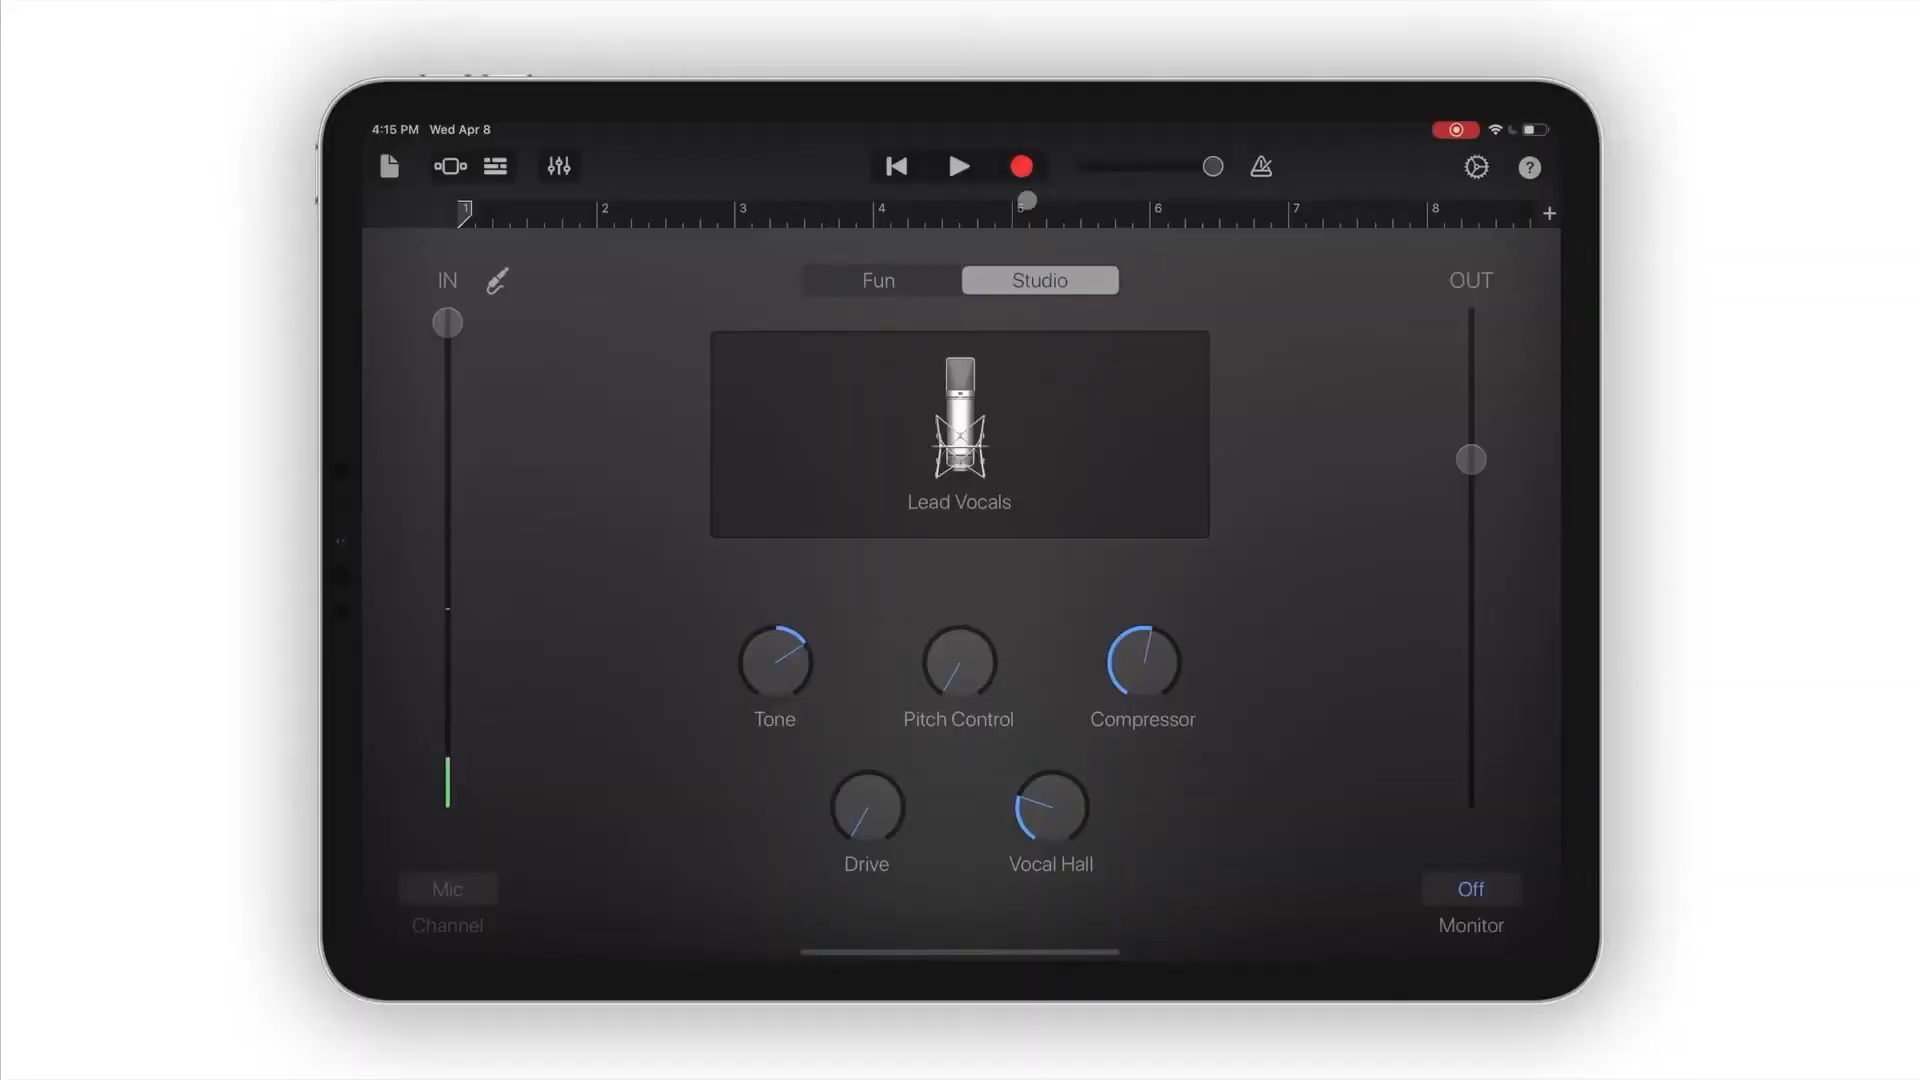 4:15 PM Wed Apr 8
?
1 2 3 4 5 6 7 8 +
IN
Fun
Studio
OUT
Lead Vocals
Tone
Pitch Control
Compressor
Drive
Vocal Hall
Mic
Channel
Off
Monitor